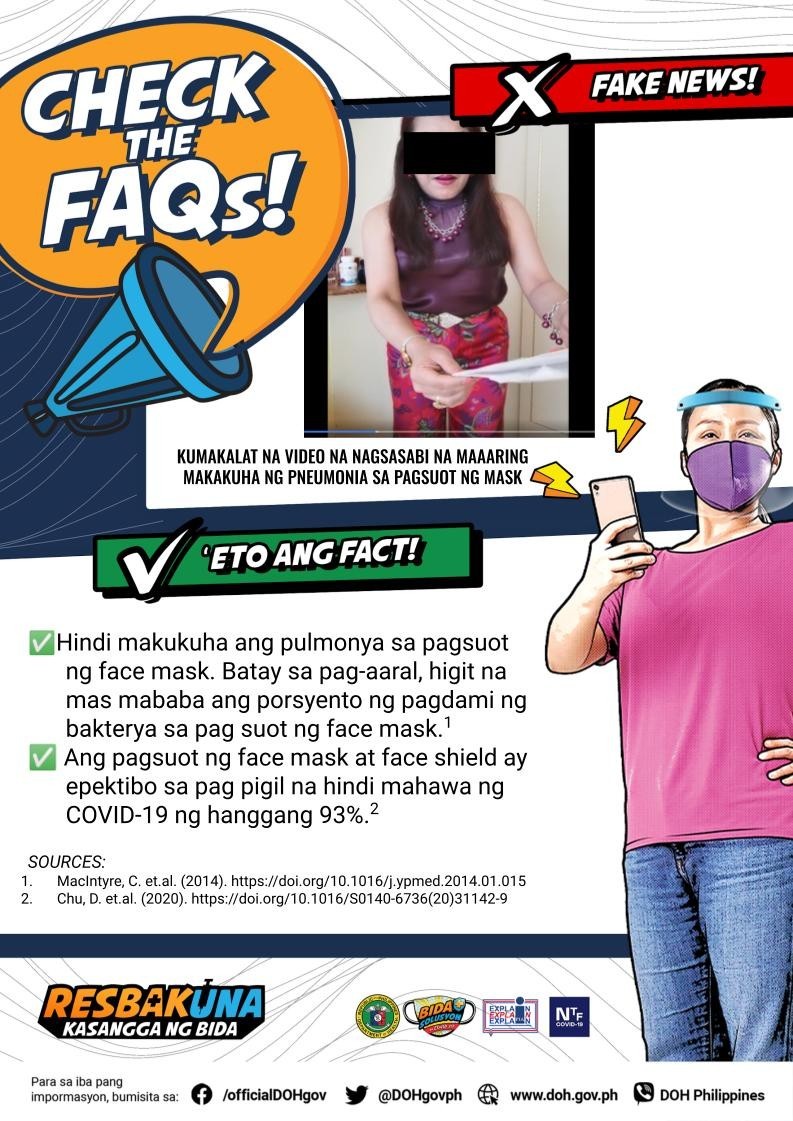 CHECK
THE
FAQs!
FAKE NEWS!
KUMAKALAT NA VIDEO NA NAGSASABI NA MAAARING
MAKAKUHA NG PNEUMONIA SA PAGSUOT NG MASK
'ETO ANG FACT!
✅Hindi makukuha ang pulmonya sa pagsuot
ng face mask. Batay sa pag-aaral, higit na
mas mababa ang porsyento ng pagdami ng
bakterya sa pag suot ng face mask.¹
✅ Ang pagsuot ng face mask at face shield ay
epektibo sa pag pigil na hindi mahawa ng
COVID-19 ng hanggang 93%.²
SOURCES:
1. MacIntyre, C. et.al. (2014). https://doi.org/10.1016/j.ypmed.2014.01.015
2. Chu, D. et.al. (2020). https://doi.org/10.1016/S0140-6736(20)31142-9
RESBAKUNA
KASANGGA NG BIDA
BIDA
SOLUSYON
EXPLAIN
EXPLAIN
EXPLAIN
NTF
COVID-19
Para sa iba pang
impormasyon, bumisita sa:
/officialDOHgov
@DOHgovph
www.doh.gov.ph
DOH Philippines